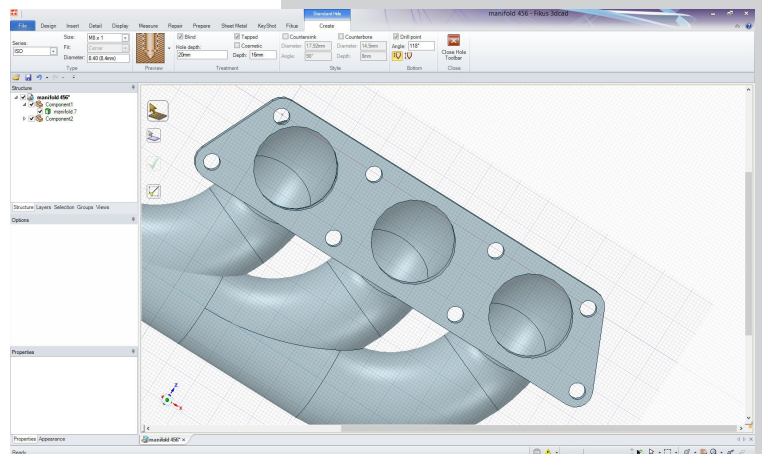 Standard Hole
manifold 456 - Fikus 3dcad
File Design Insert Detail Display Measure Repair Prepare Sheet Metal KeyShot Fikus Create
Size: M8 x 1 Blind Tapped Countersink Counterbore Drill point
Series: Fit: Hole depth: Cosmetic Diameter: 17,92mm Diameter: 14,5mm Angle: 118°
ISO Diameter: 8.40 (8.4mm) 20mm Depth: 16mm Angle: 90° Depth: 8mm Close Hole
Toolbar
Type Preview Treatment Style Bottom Close
Structure
manifold 456*
Component1
manifold.7
Component2
Structure Layers Selection Groups Views
Options
Properties
Z
X
Properties Appearance
manifold 456* ×
Ready